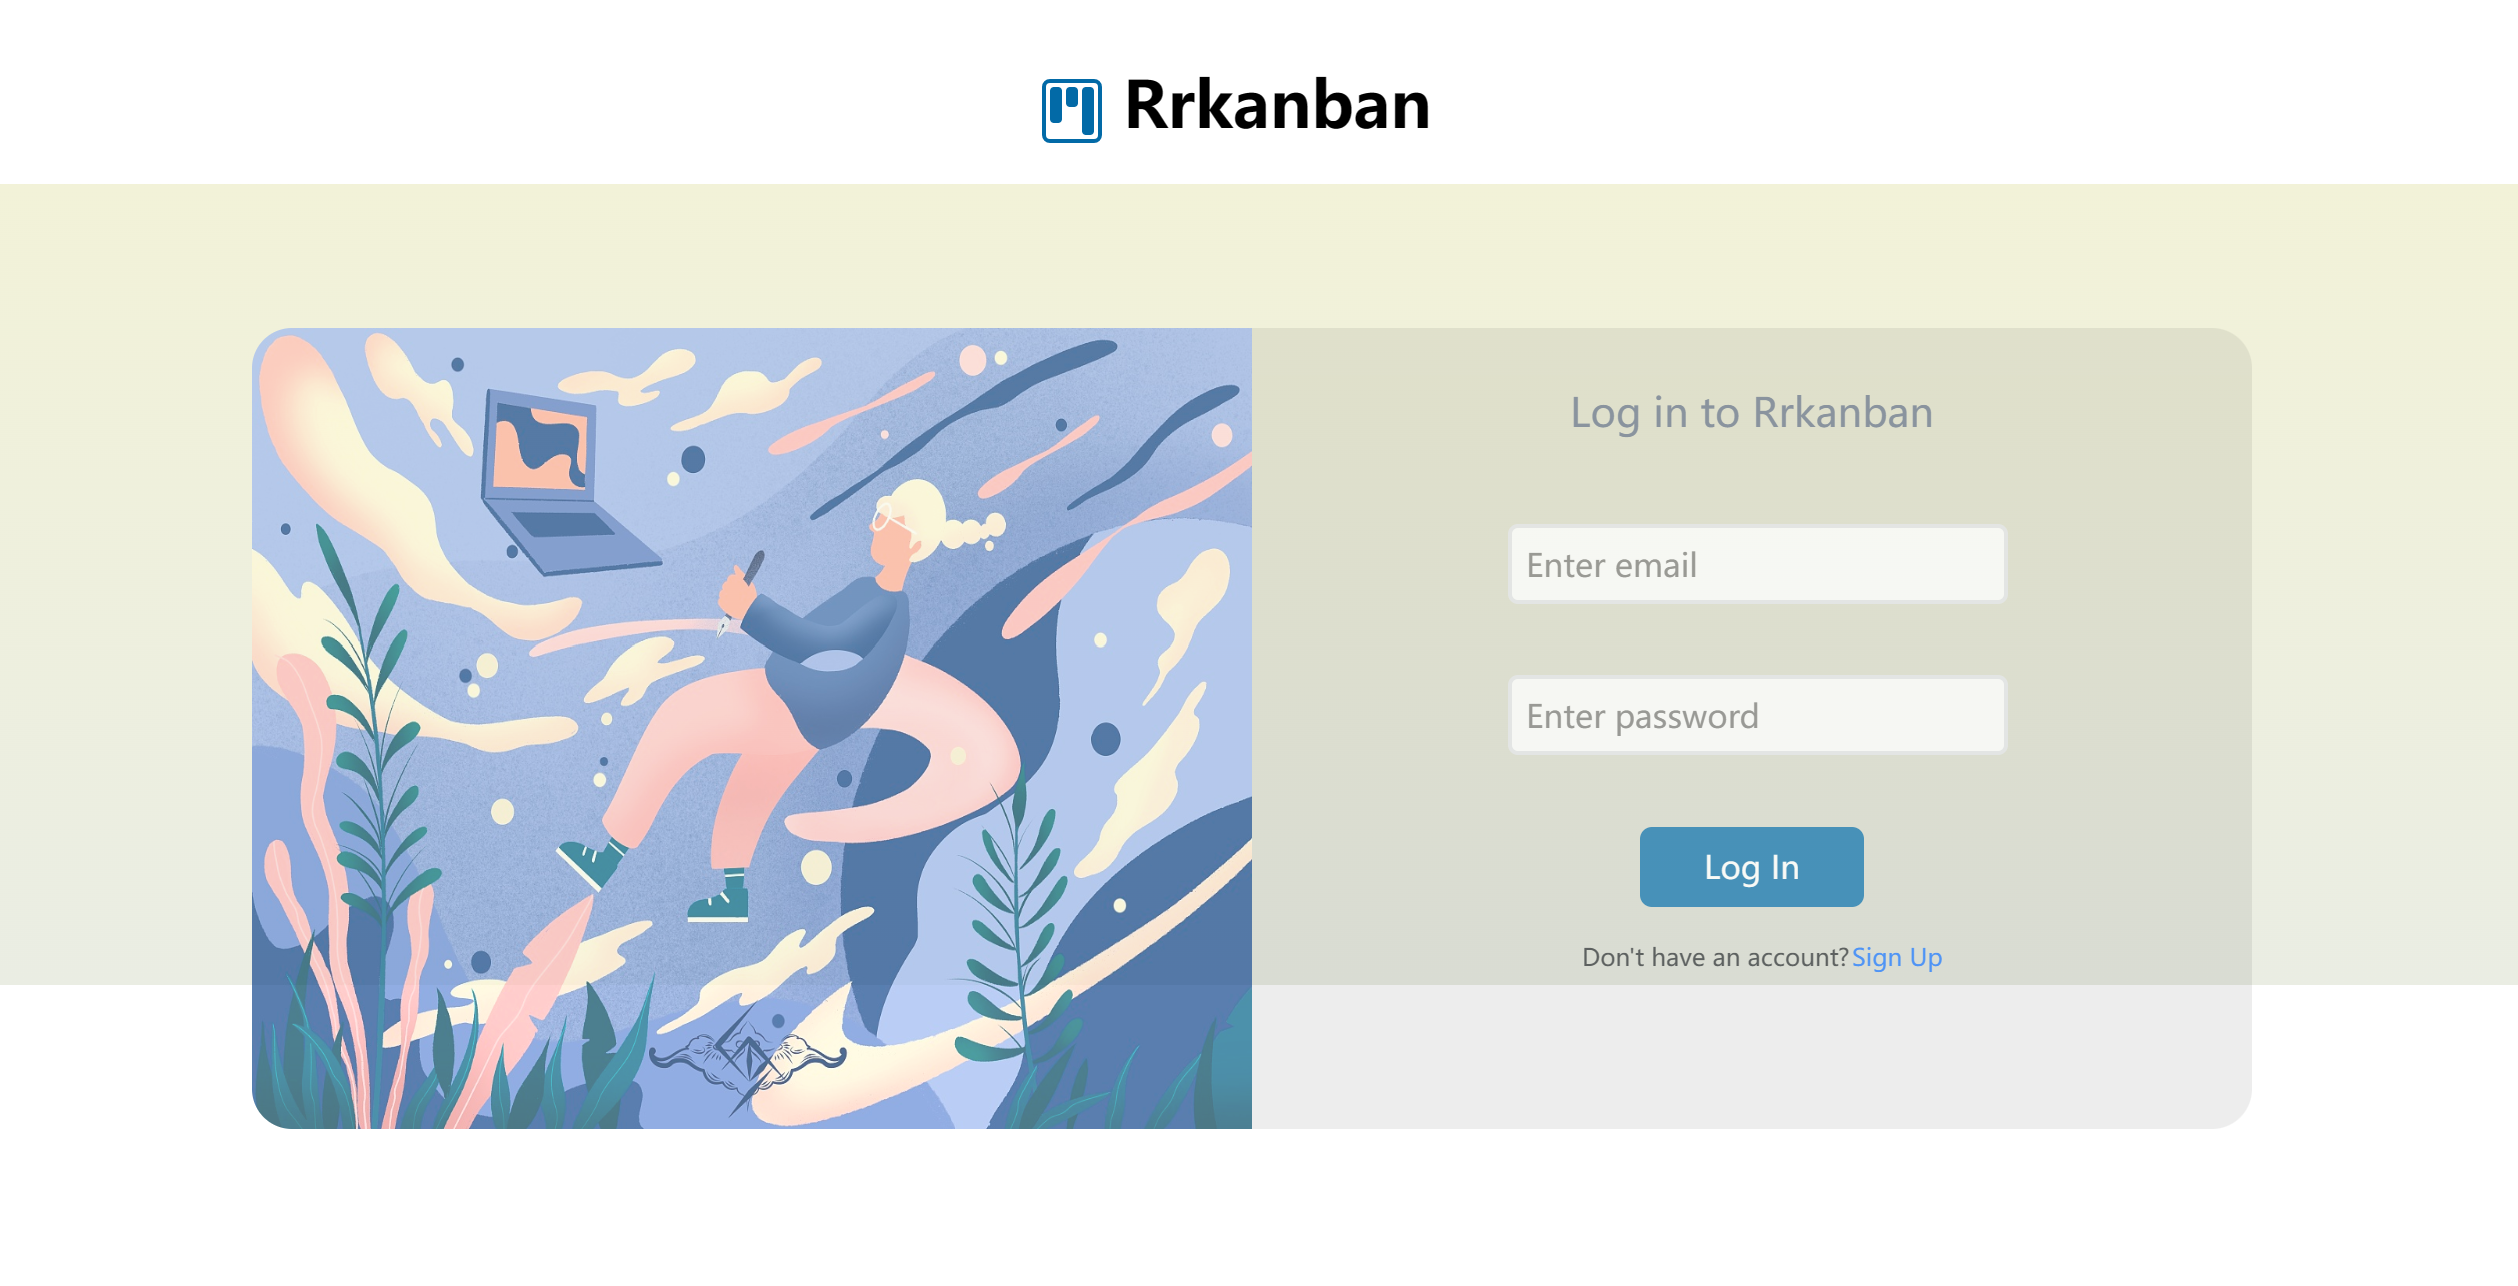 Rrkanban
Log in to Rrkanban
Enter email
Enter password
Log In
Don't have an account? Sign Up